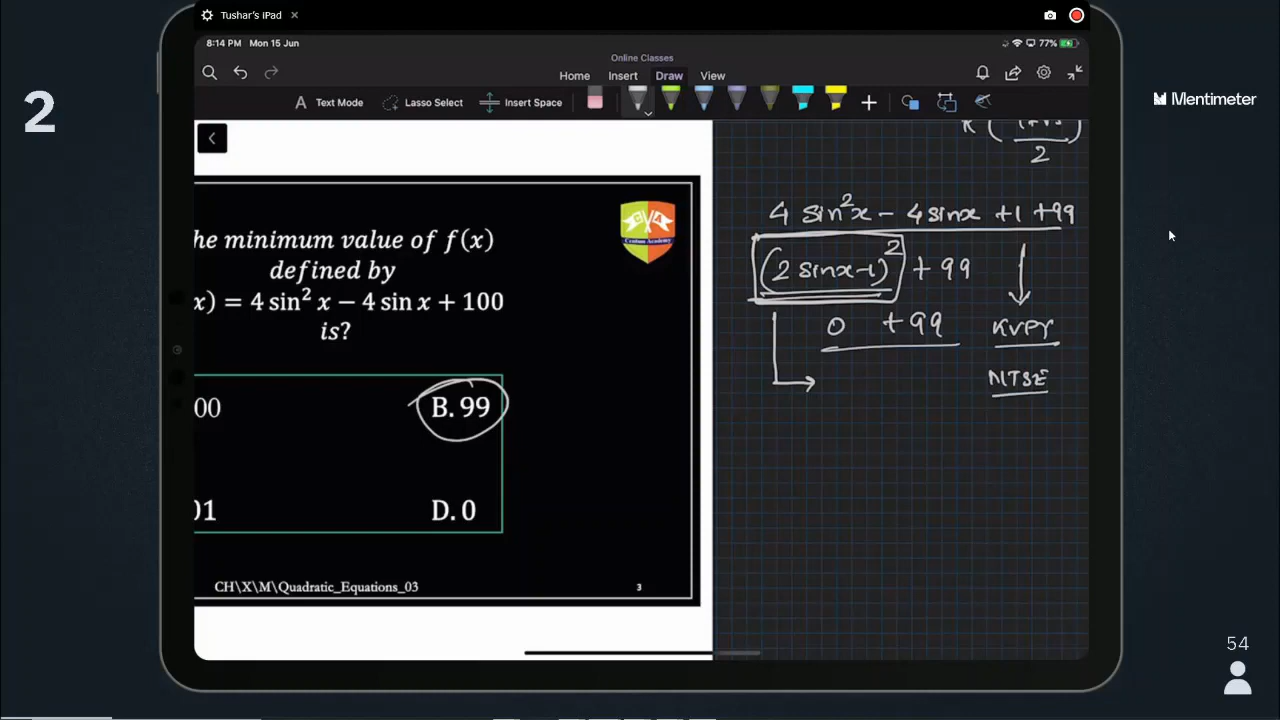 Tushar's iPad ×
8:14 PM Mon 15 Jun
77%
Online Classes
Home Insert Draw View
Text Mode Lasso Select Insert Space
2
Mentimeter
he minimum value of f(x)
defined by
x) = 4 sin² x − 4 sin x + 100
is?
00
B. 99
01
D. 0
CH\X\M\Quadratic_Equations_03
3
Centum Academy
2
4 sin²x - 4 sinx +1 +99
(2 sinx-1)² + 99
0 +99
KVPY
NTSE
54